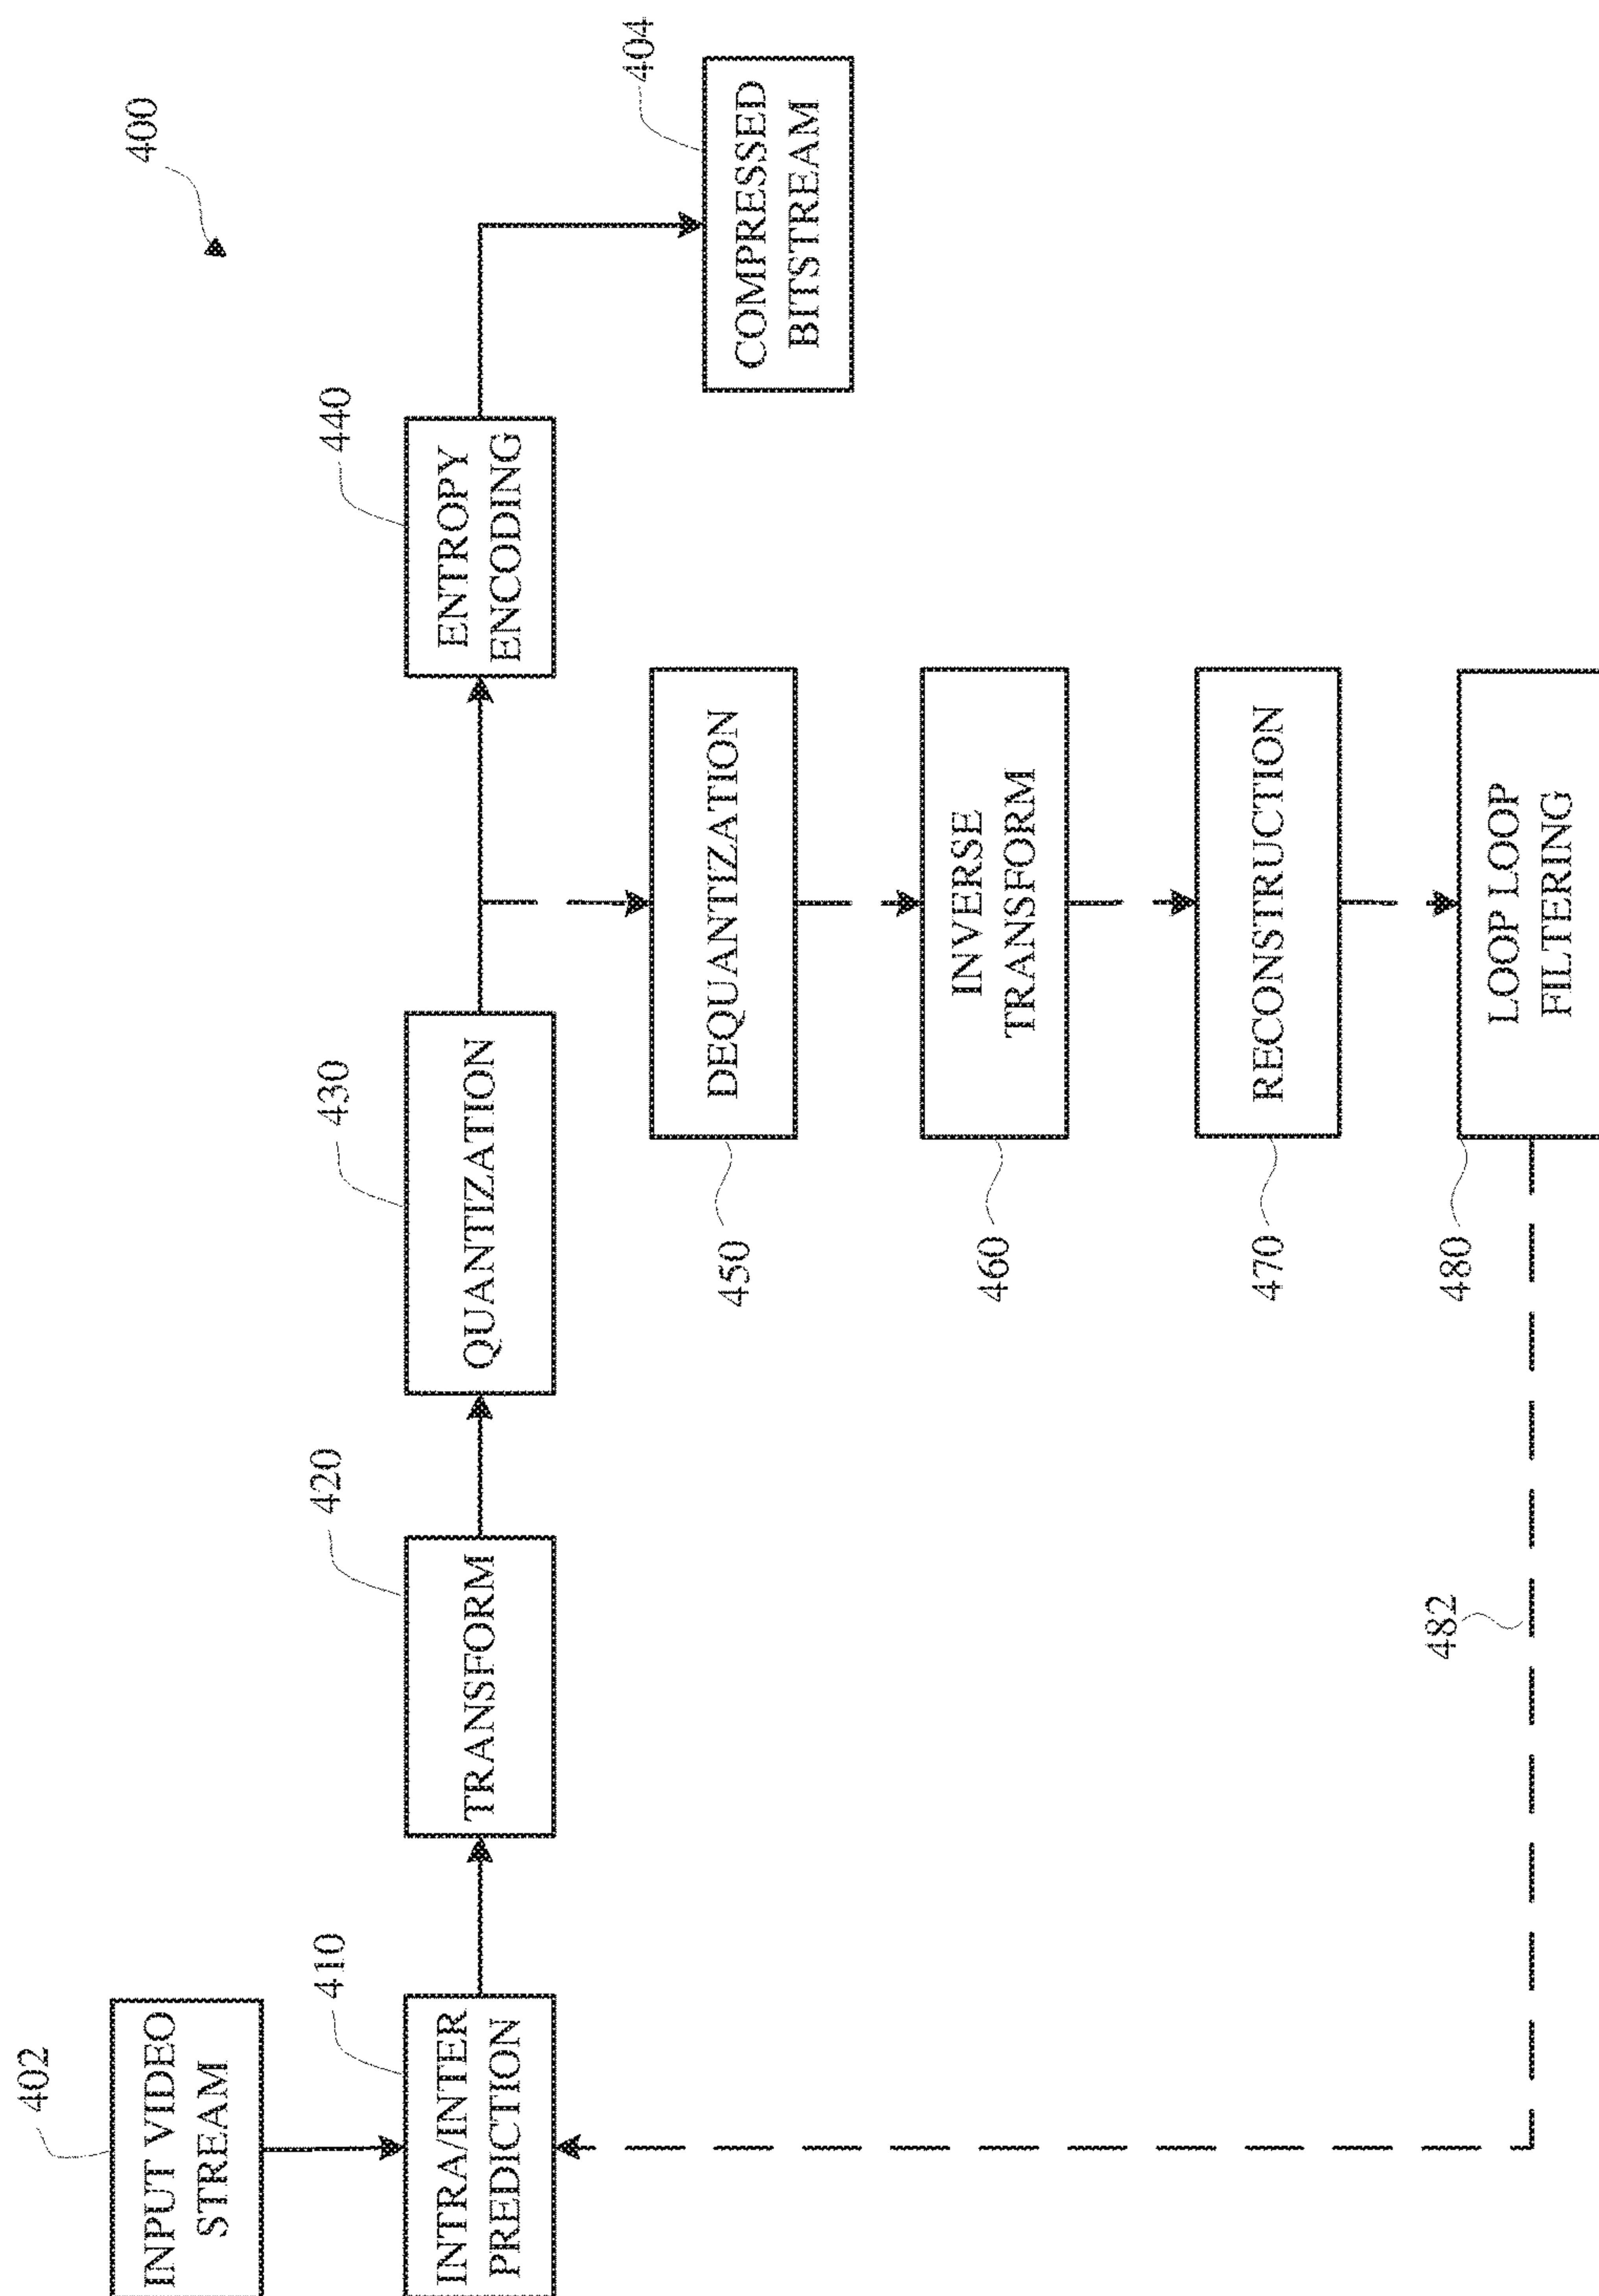 400
402
INPUT VIDEO
STREAM
410
INTRA/INTER
PREDICTION
420
TRANSFORM
430
QUANTIZATION
440
ENTROPY
ENCODING
404
COMPRESSED
BITSTREAM
450
DEQUANTIZATION
460
INVERSE
TRANSFORM
470
RECONSTRUCTION
480
LOOP LOOP
FILTERING
482